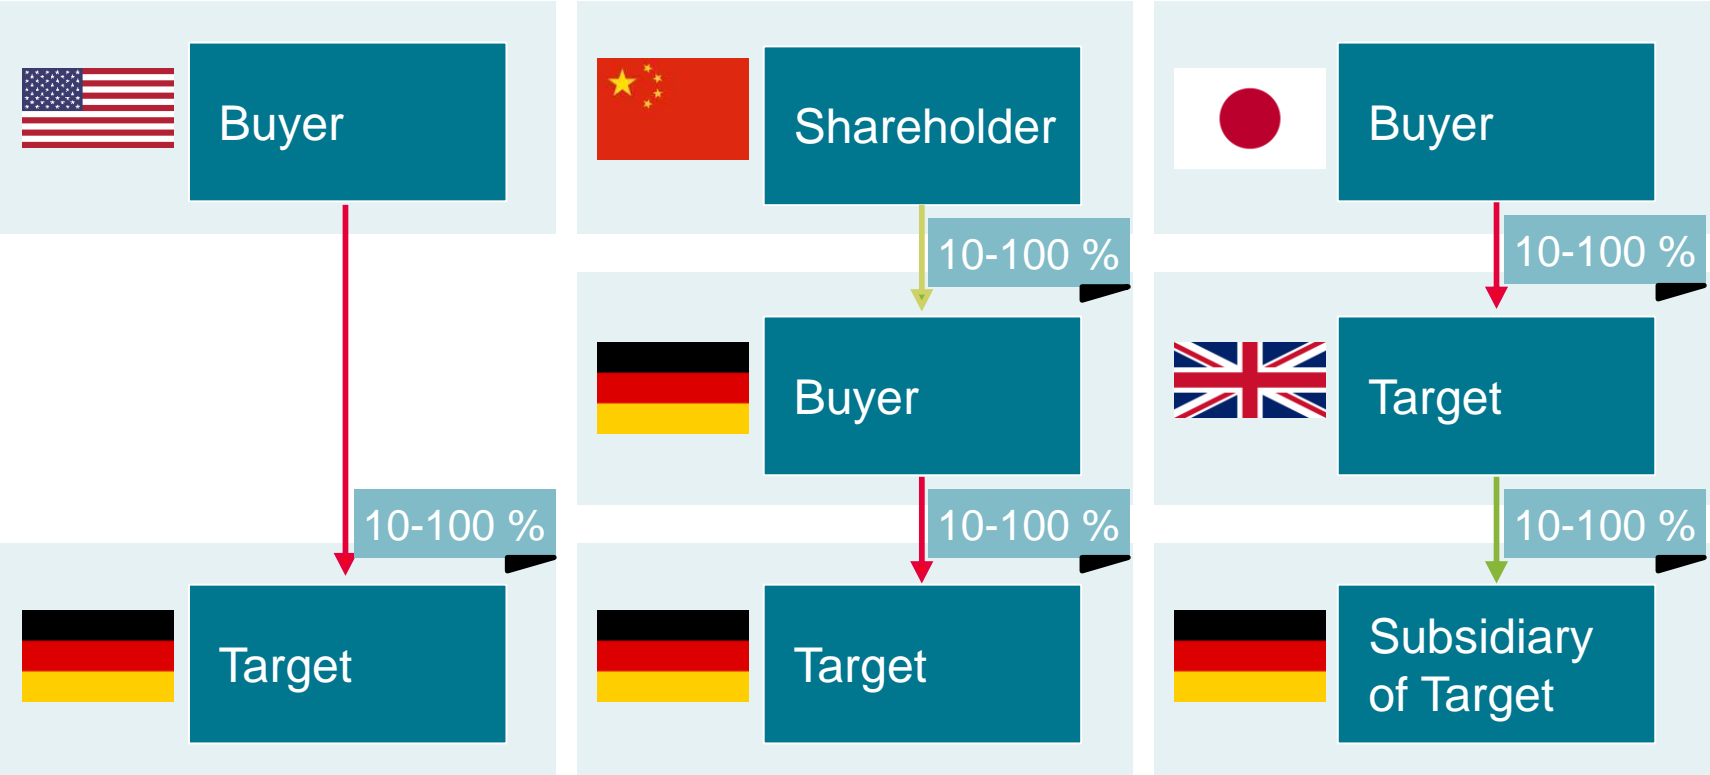 Buyer
10-100 %
Target
Shareholder
10-100 %
Buyer
10-100 %
Target
Buyer
10-100 %
Target
10-100 %
Subsidiary
of Target